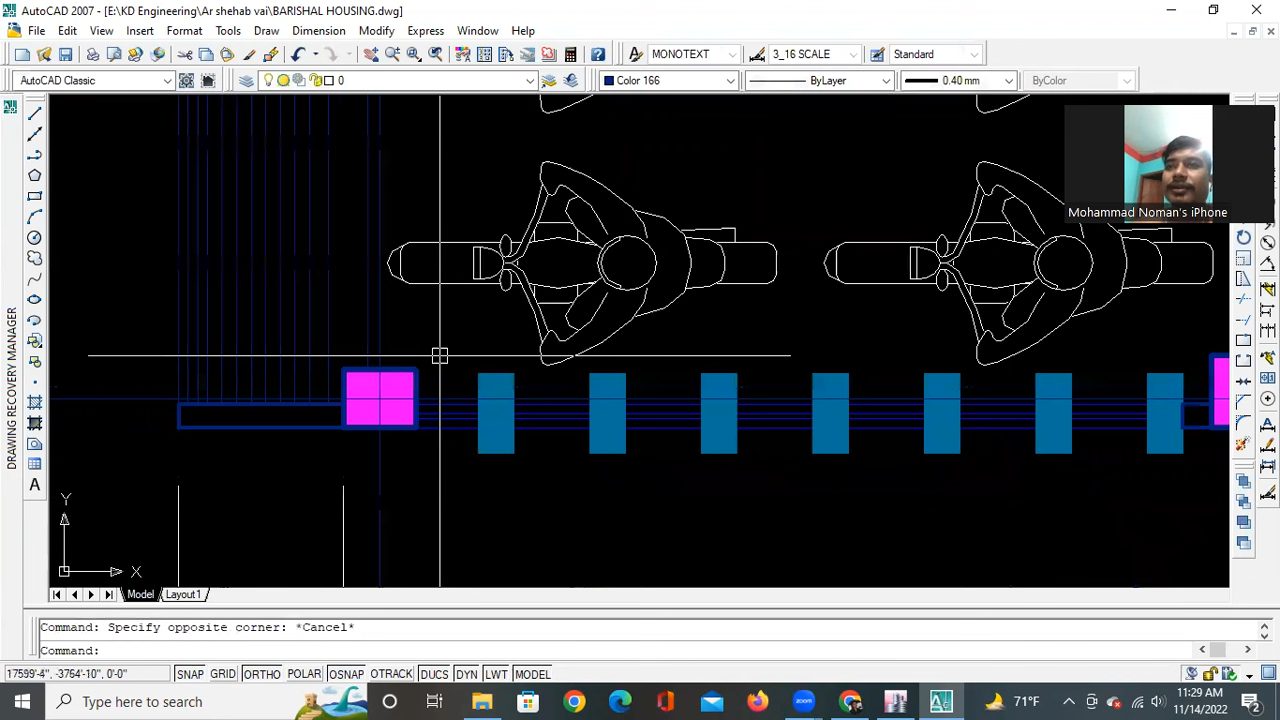 AutoCAD 2007 - [E:\KD Engineering\Ar shehab vai\BARISHAL HOUSING.dwg]
File Edit View Insert Format Tools Draw Dimension Modify Express Window Help
MONOTEXT 3_16 SCALE Standard
AutoCAD Classic 0 Color 166 ByLayer 0.40 mm ByColor
Mohammad Noman's iPhone
DRAWING RECOVERY MANAGER
A
Y
X
Model Layout1
Command: Specify opposite corner: *Cancel*
Command:
17599'-4", -3764'-10", 0'-0" SNAP GRID ORTHO POLAR OSNAP OTRACK DUCS DYN LWT MODEL
Type here to search
zoom
71°F
11:29 AM
11/14/2022
2